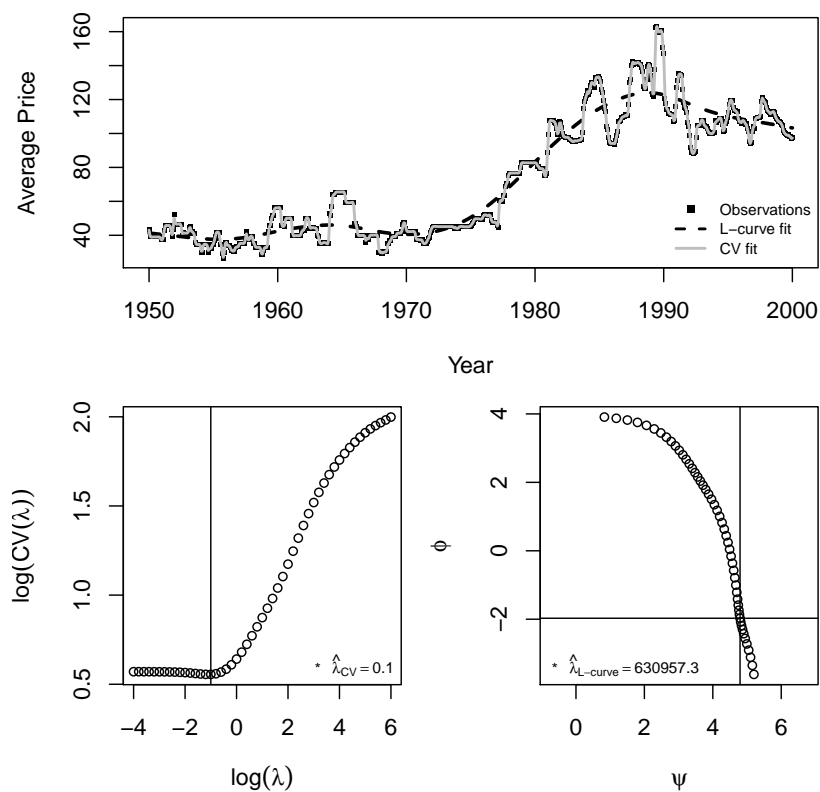 160
120
80
40
Average Price
Observations
L−curve fit
CV fit
1950 1960 1970 1980 1990 2000
Year
2.0
1.5
1.0
0.5
log(CV(λ))
* λ̂CV = 0.1
−4 −2 0 2 4 6
log(λ)
4
2
0
−2
ϕ
* λ̂L−curve = 630957.3
0 2 4 6
ψ